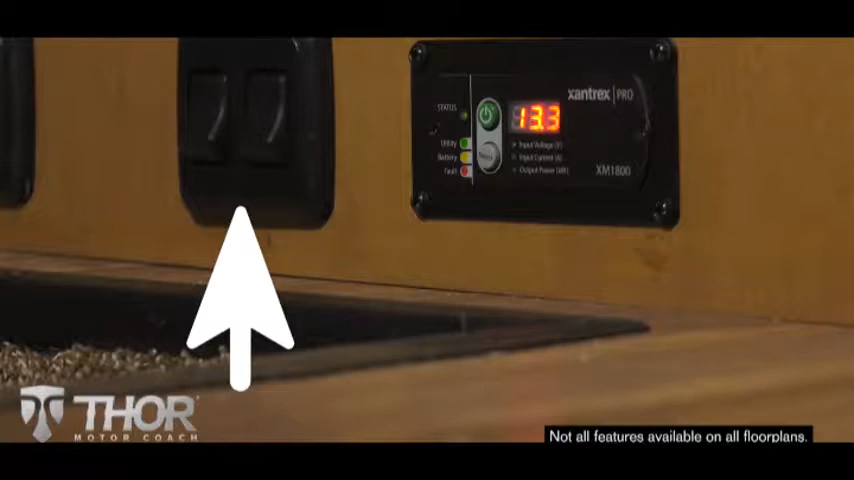 xantrex | PRO
STATUS
13.3
Utility
Battery
Fault
Input Voltage (V)
Input Current (A)
Output Power (kW)
XM1800
THOR
MOTOR COACH
Not all features available on all floorplans.